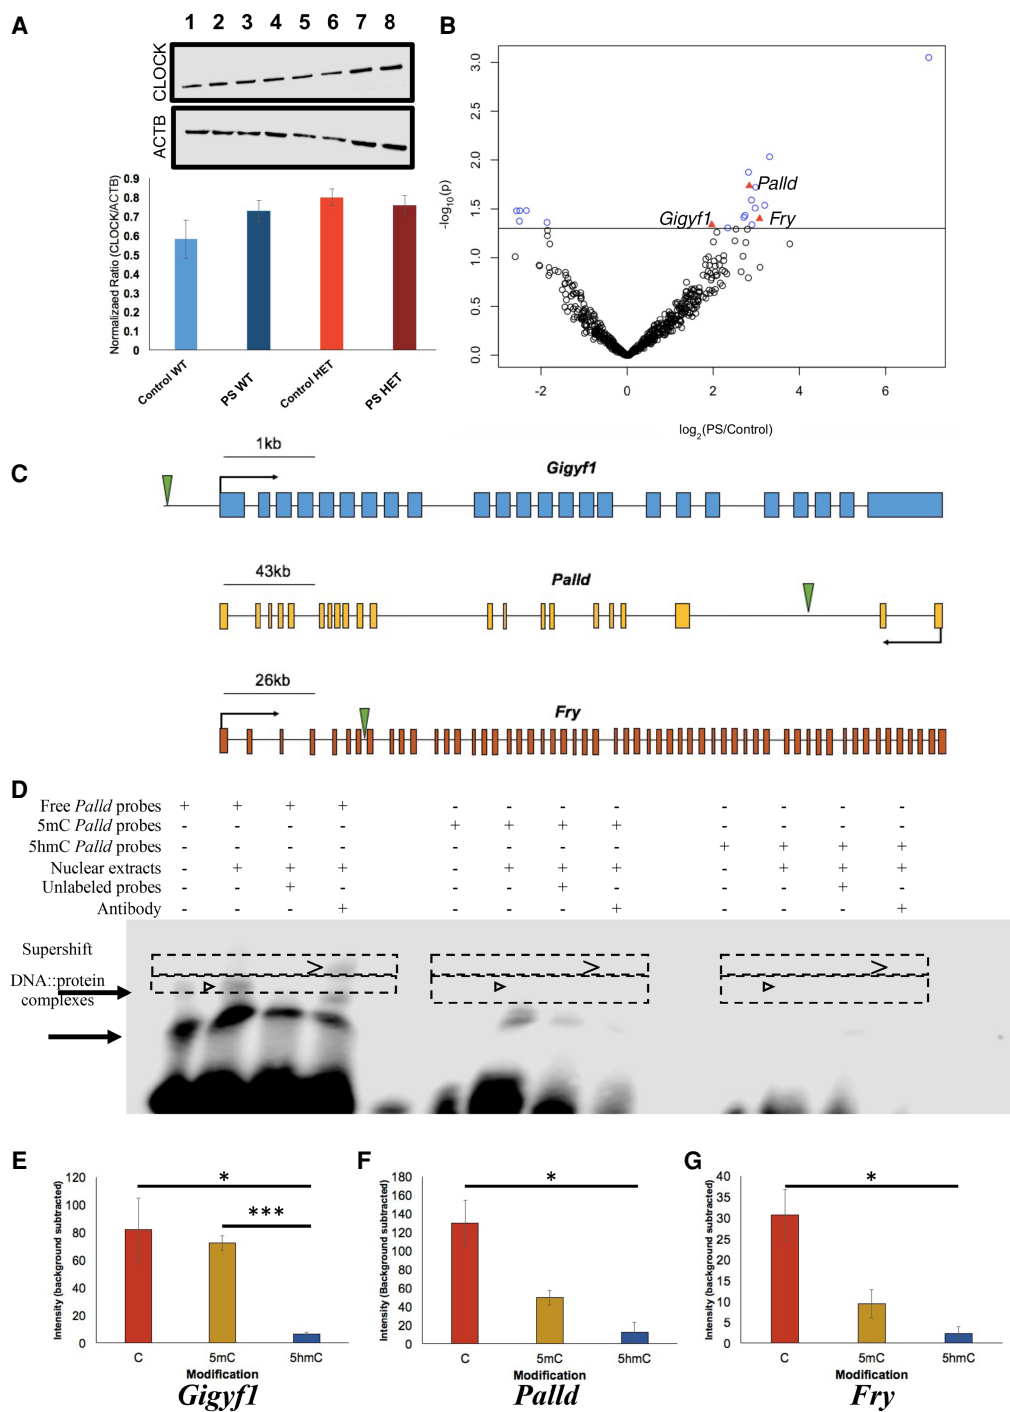 A
1 2 3 4 5 6 7 8
CLOCK
ACTB
Normalizaed Ratio (CLOCK/ACTB)
0.9
0.8
0.7
0.6
0.5
0.4
0.3
0.2
0.1
0
Control WT
PS WT
Control HET
PS HET
B
-log10(p)
3.0
2.5
2.0
1.5
1.0
0.5
0.0
Palld
Gigyf1
Fry
-2 0 2 4 6
log2(PS/Control)
C
1kb
Gigyf1
43kb
Palld
26kb
Fry
D
Free Palld probes + + + + - - - - - - - -
5mC Palld probes - - - - + + + + - - - -
5hmC Palld probes - - - - - - - - + + + +
Nuclear extracts - + + + - + + + - + + +
Unlabeled probes - - + - - - + - - - + -
Antibody - - - + - - - + - - - +
Supershift
DNA::protein
complexes
E
Intensity (background subtracted)
120
100
80
60
40
20
0
*
***
C 5mC 5hmC
Modification
Gigyf1
F
Intensity (Background subtracted)
180
160
140
120
100
80
60
40
20
0
*
C 5mC 5hmC
Modification
Palld
G
Intensity (background subtracted)
40
35
30
25
20
15
10
5
0
*
C 5mC 5hmC
Modification
Fry